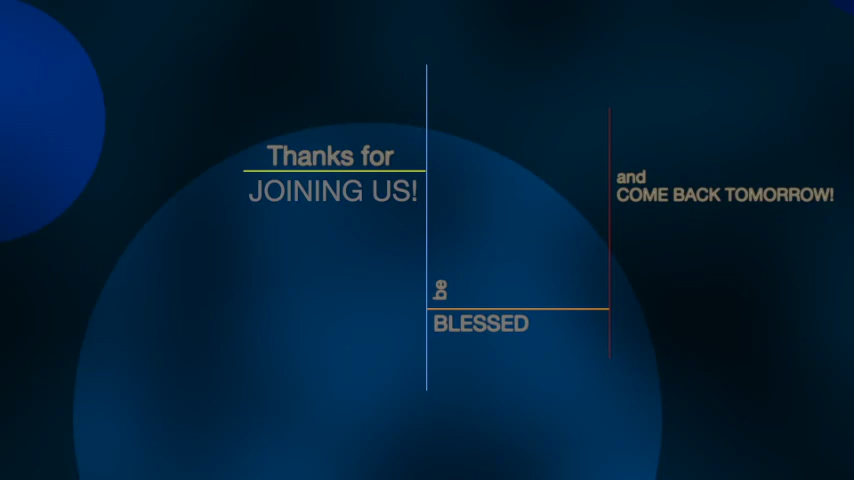 Thanks for
JOINING US!
be
BLESSED
and
COME BACK TOMORROW!